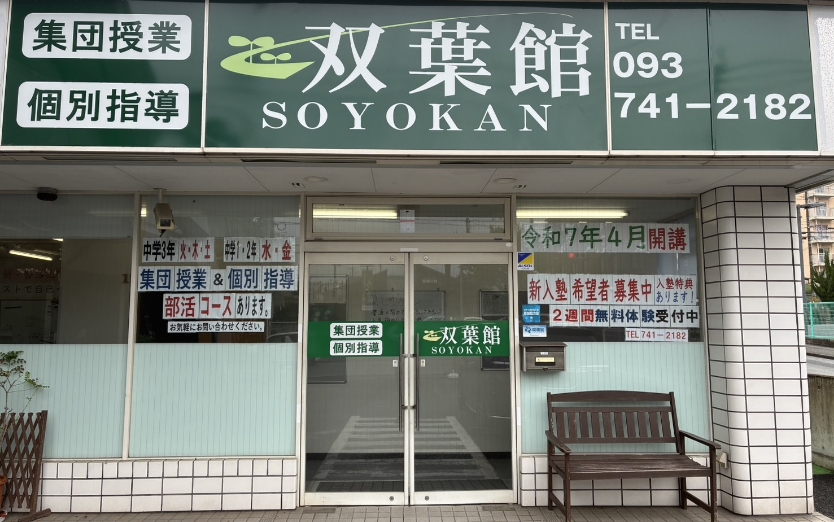 集団授業
個別指導
双葉館
SOYOKAN
TEL
093
741-2182
中学3年 火・木・土
中学1・2年 水・金
集団授業&個別指導
部活コースあります。
お気軽にお問い合わせください。
集団授業
個別指導
双葉館
SOYOKAN
令和7年4月開講
新入塾希望者募集中
入塾特典
あります!
2週間無料体験受付中
TEL 741-2182